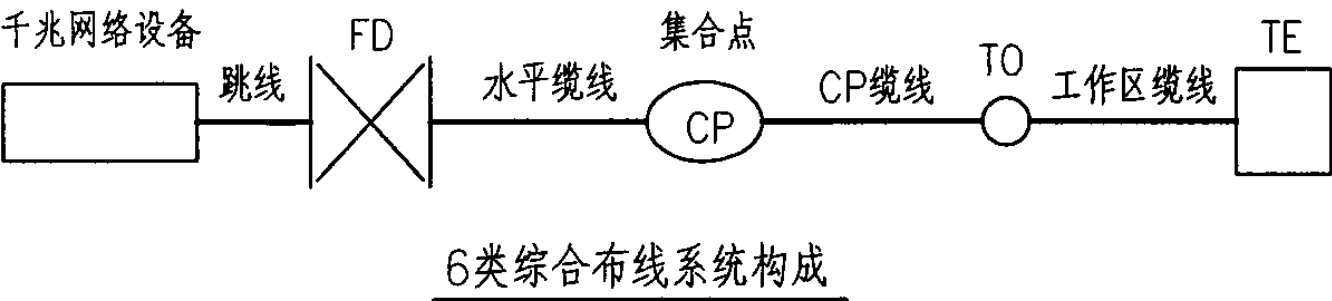 千兆网络设备
跳线
FD
水平缆线
集合点
CP
CP缆线
TO
工作区缆线
TE
6类综合布线系统构成